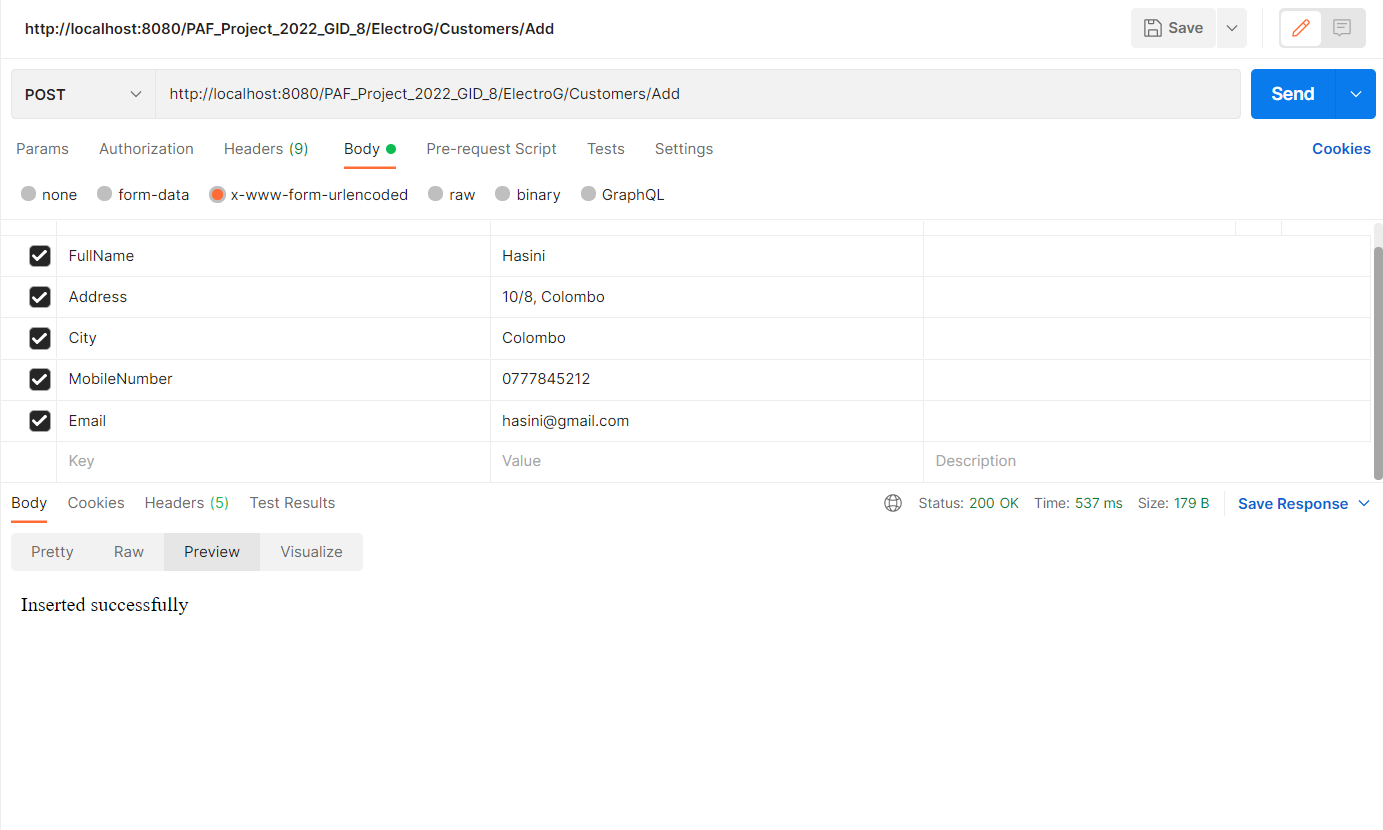 http://localhost:8080/PAF_Project_2022_GID_8/ElectroG/Customers/Add
Save
POST
http://localhost:8080/PAF_Project_2022_GID_8/ElectroG/Customers/Add
Send
Params Authorization Headers (9) Body Pre-request Script Tests Settings Cookies
none form-data x-www-form-urlencoded raw binary GraphQL
FullName Hasini
Address 10/8, Colombo
City Colombo
MobileNumber 0777845212
Email hasini@gmail.com
Key Value Description
Body Cookies Headers (5) Test Results Status: 200 OK Time: 537 ms Size: 179 B Save Response
Pretty Raw Preview Visualize
Inserted successfully